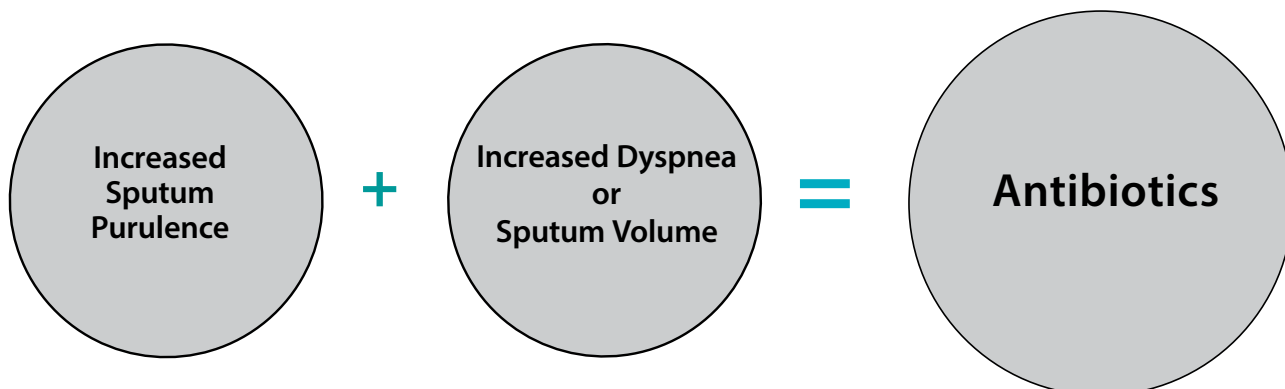 Increased
Sputum
Purulence
+
Increased Dyspnea
or
Sputum Volume
=
Antibiotics